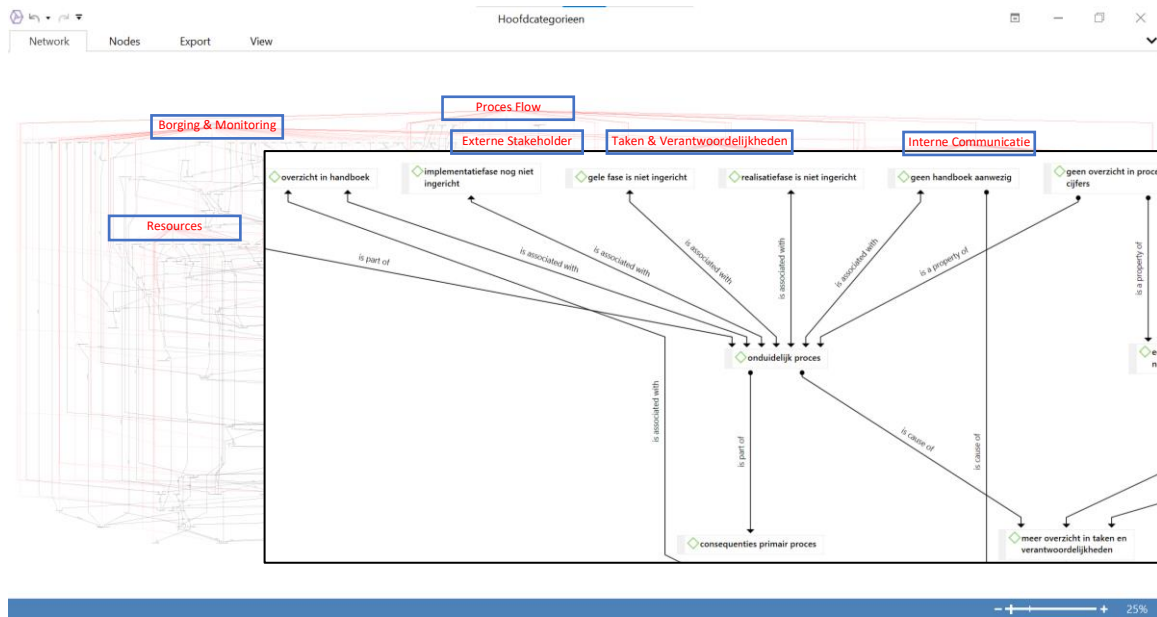 Hoofdcategorieen
Network Nodes Export View
Proces Flow
Borging & Monitoring
Externe Stakeholder
Taken & Verantwoordelijkheden
Interne Communicatie
Resources
overzicht in handboek
implementatiefase nog niet
ingericht
gele fase is niet ingericht
realisatiefase is niet ingericht
geen handboek aanwezig
geen overzicht in proce
cijfers
is part of
is associated with
is associated with
is associated with
is associated with
is associated with
is a property of
is a property of
onduidelijk proces
e
n
is associated with
is part of
is cause of
is cause of
consequenties primair proces
meer overzicht in taken en
verantwoordelijkheden
25%